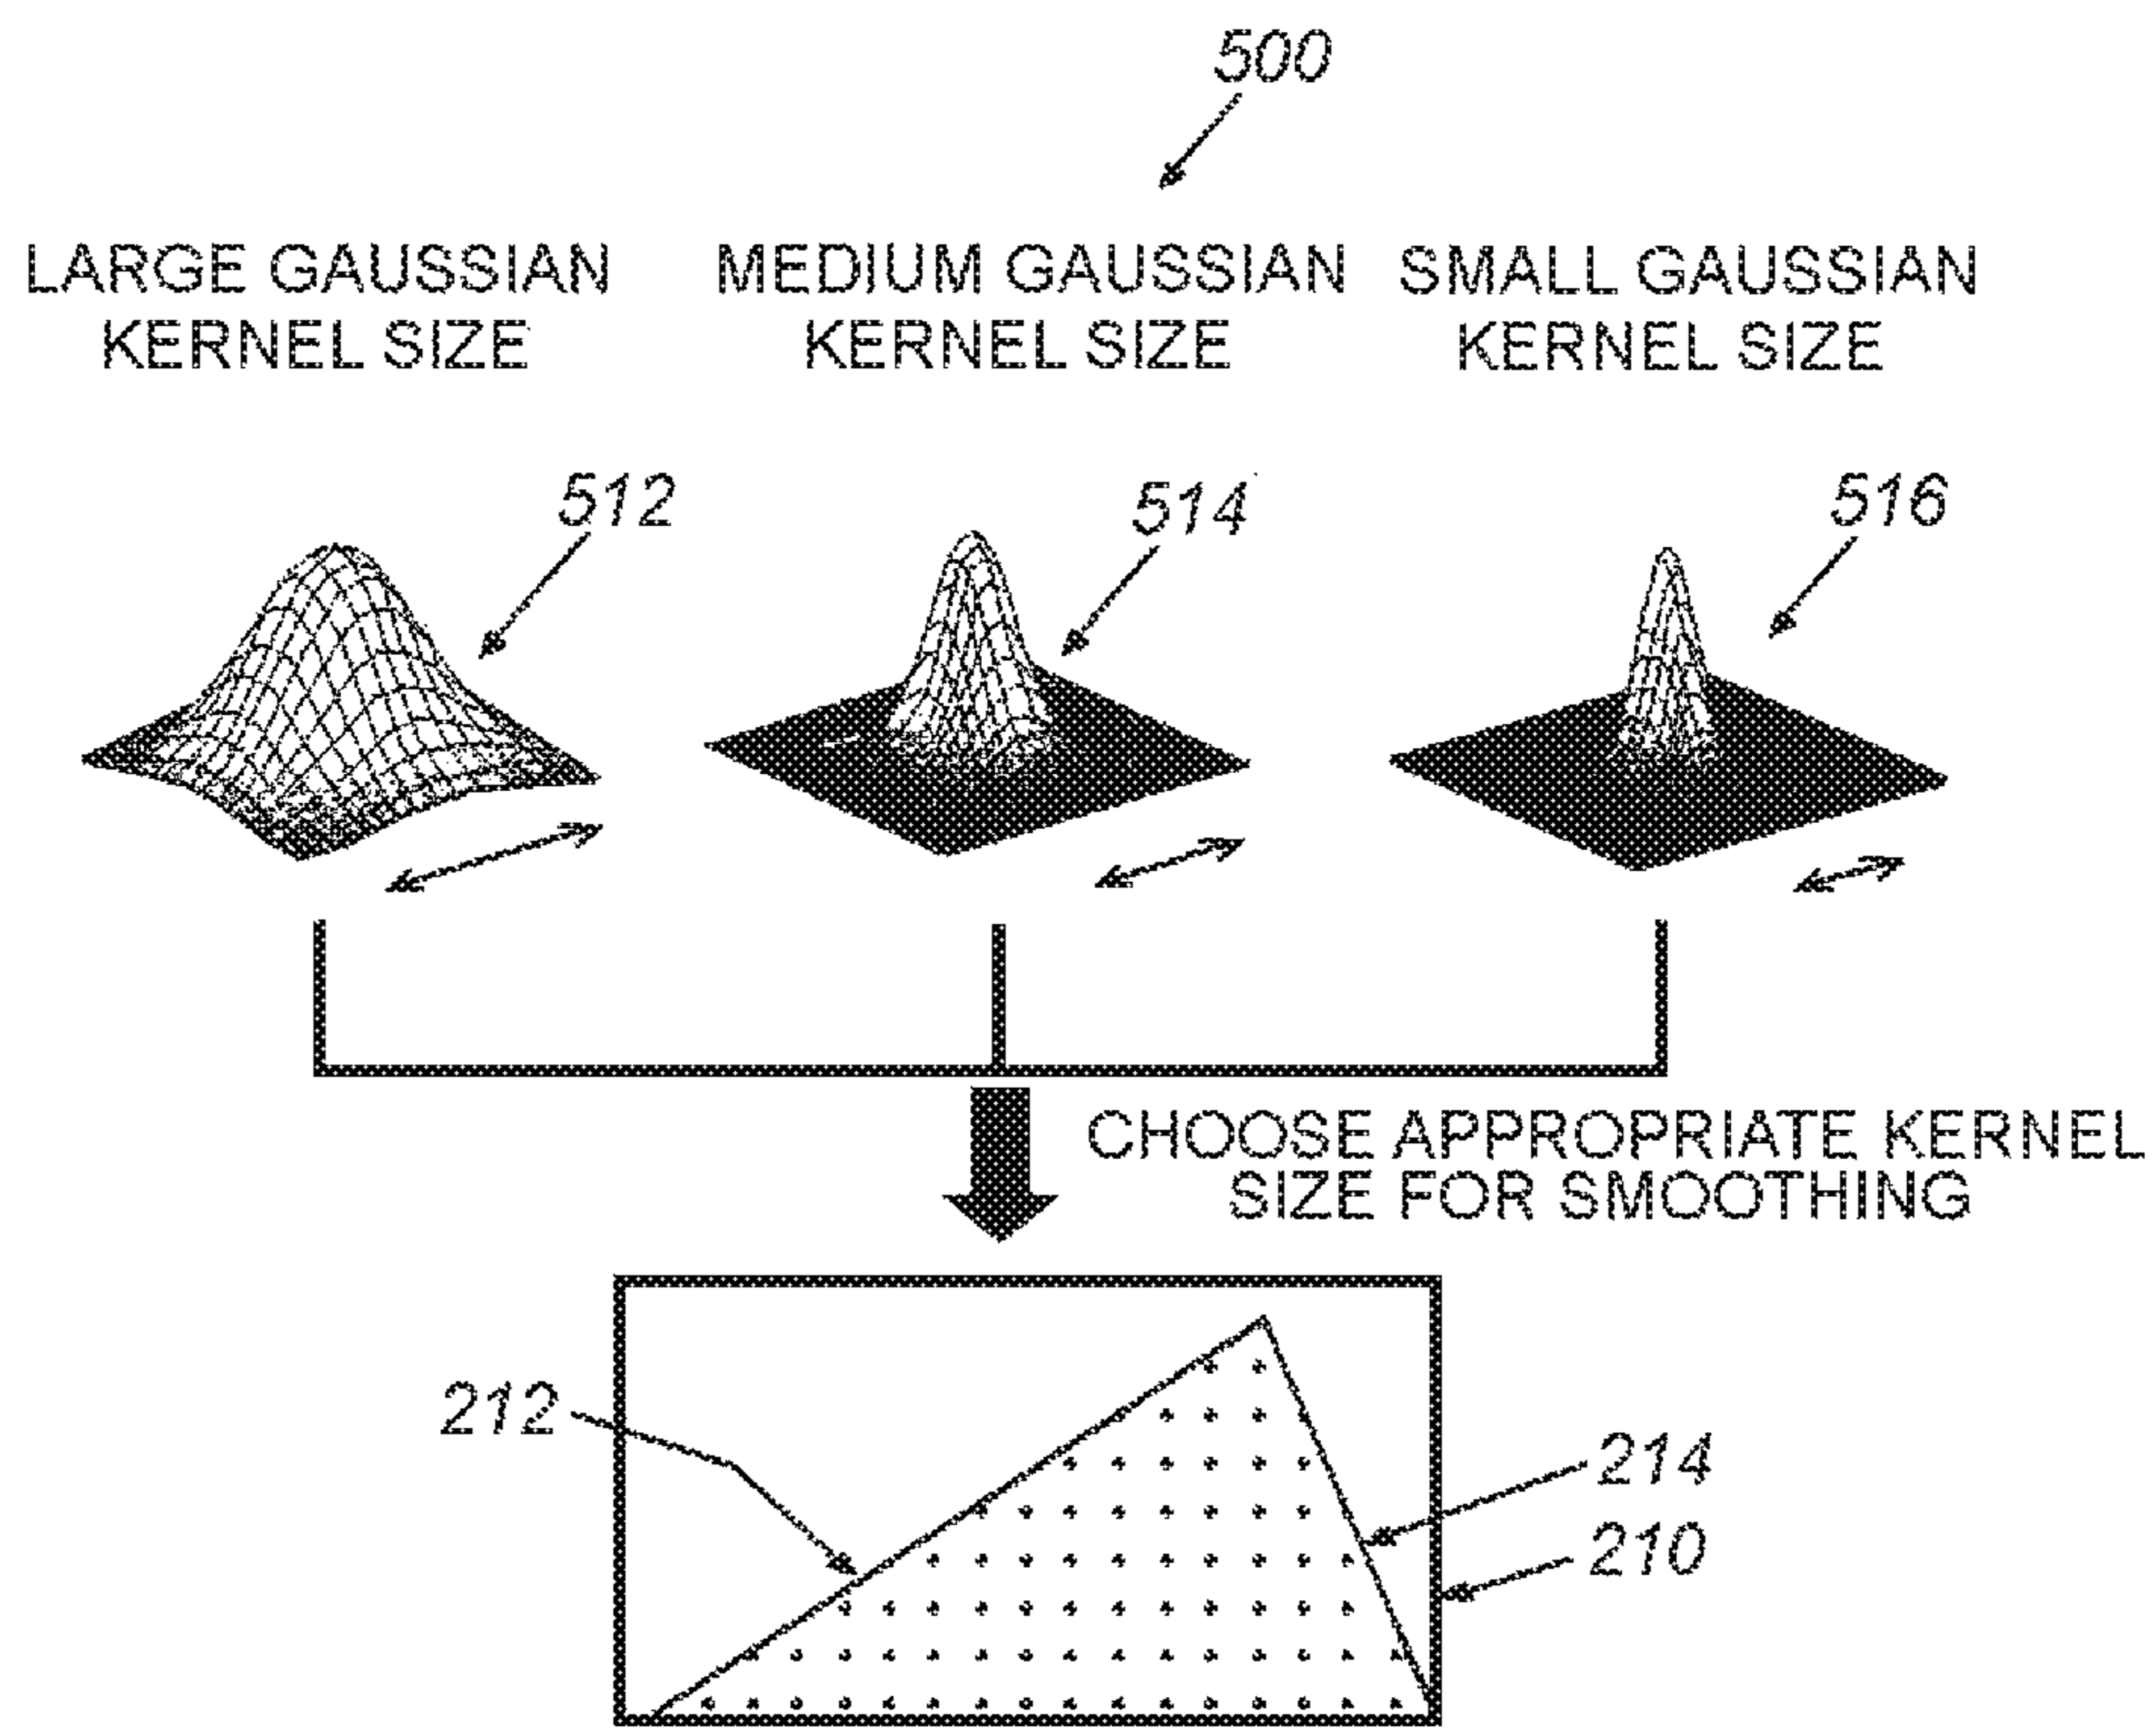 500
LARGE GAUSSIAN
KERNEL SIZE
MEDIUM GAUSSIAN
KERNEL SIZE
SMALL GAUSSIAN
KERNEL SIZE
512
514
516
CHOOSE APPROPRIATE KERNEL
SIZE FOR SMOOTHING
212
214
210